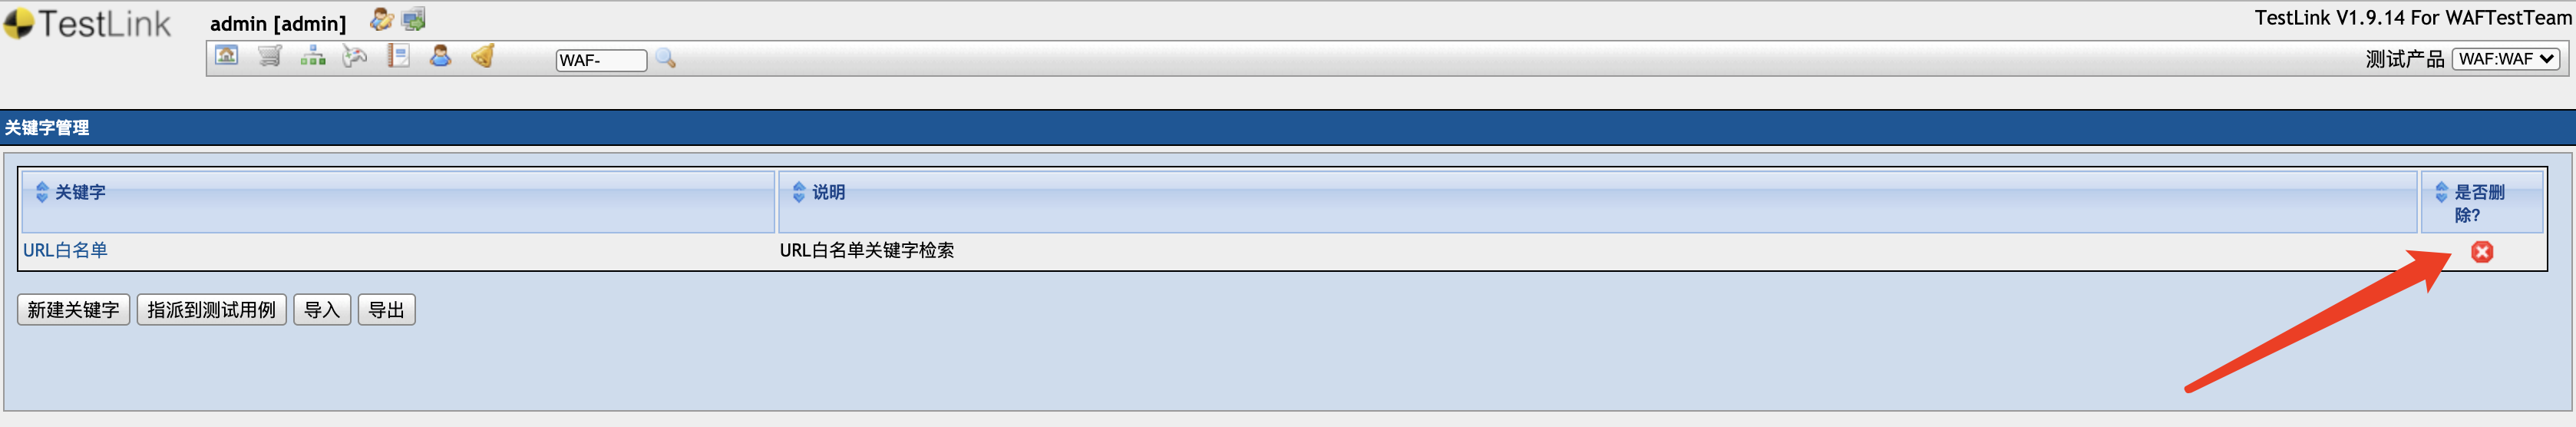 TestLink
admin [admin]
TestLink V1.9.14 For WAFTestTeam
WAF-
测试产品 WAF:WAF
关键字管理
关键字 说明 是否删
除?
URL白名单 URL白名单关键字检索
新建关键字 指派到测试用例 导入 导出